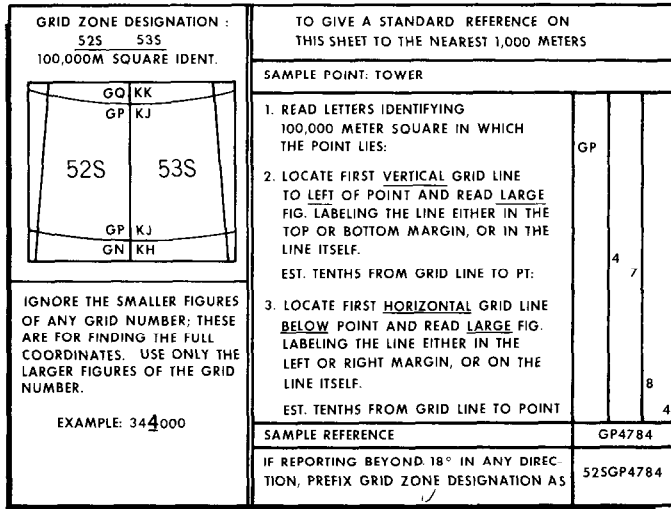 GRID ZONE DESIGNATION :
52S 53S
100,000M SQUARE IDENT.
GQ KK
GP KJ
52S 53S
GP KJ
GN KH
IGNORE THE SMALLER FIGURES
OF ANY GRID NUMBER; THESE
ARE FOR FINDING THE FULL
COORDINATES. USE ONLY THE
LARGER FIGURES OF THE GRID
NUMBER.
EXAMPLE: 344000
TO GIVE A STANDARD REFERENCE ON
THIS SHEET TO THE NEAREST 1,000 METERS
SAMPLE POINT: TOWER
1. READ LETTERS IDENTIFYING
100,000 METER SQUARE IN WHICH
THE POINT LIES: GP
2. LOCATE FIRST VERTICAL GRID LINE
TO LEFT OF POINT AND READ LARGE
FIG. LABELING THE LINE EITHER IN THE
TOP OR BOTTOM MARGIN, OR IN THE
LINE ITSELF. 4
EST. TENTHS FROM GRID LINE TO PT: 7
3. LOCATE FIRST HORIZONTAL GRID LINE
BELOW POINT AND READ LARGE FIG.
LABELING THE LINE EITHER IN THE
LEFT OR RIGHT MARGIN, OR ON THE
LINE ITSELF. 8
EST. TENTHS FROM GRID LINE TO POINT 4
SAMPLE REFERENCE GP4784
IF REPORTING BEYOND 18° IN ANY DIREC-
TION, PREFIX GRID ZONE DESIGNATION AS 52SGP4784